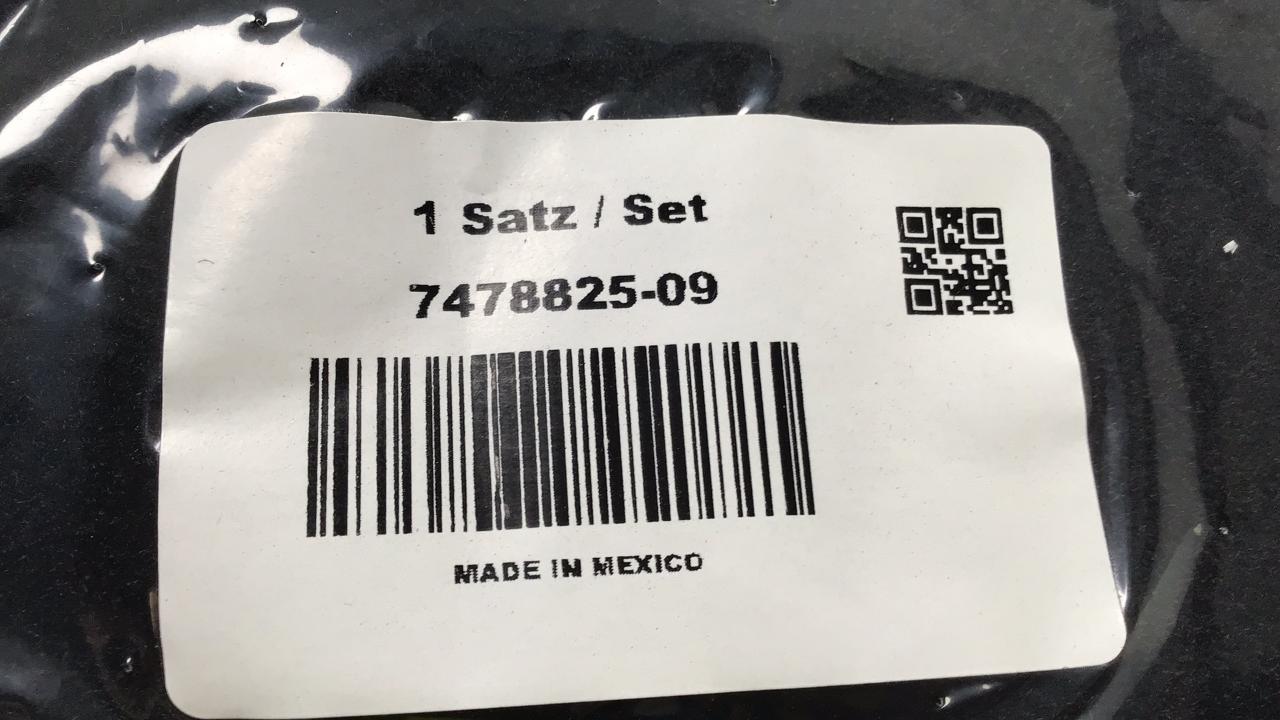 1 Satz / Set
7478825-09
MADE IN MEXICO